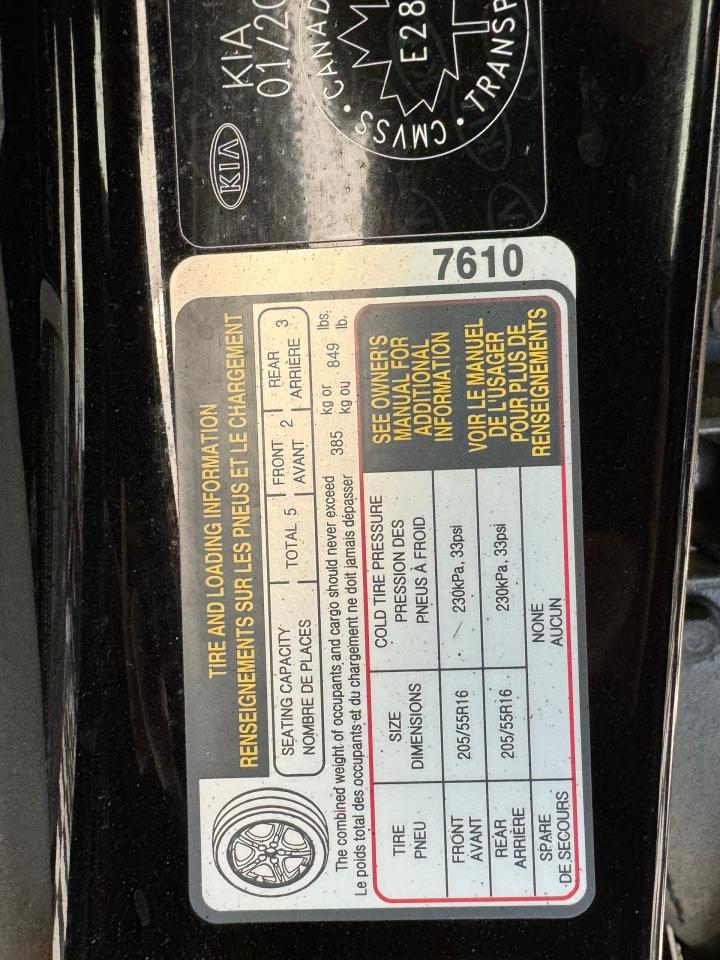 KIA
KIA
CANAD
E28
TRANSP
CMVSS
7610
TIRE AND LOADING INFORMATION
RENSEIGNEMENTS SUR LES PNEUS ET LE CHARGEMENT
SEATING CAPACITY TOTAL 5 FRONT 2 REAR 3
NOMBRE DE PLACES AVANT ARRIÈRE
The combined weight of occupants and cargo should never exceed 385 kg or 849 lbs.
Le poids total des occupants et du chargement ne doit jamais dépasser kg ou lb.
TIRE SIZE COLD TIRE PRESSURE
PNEU DIMENSIONS PRESSION DES
PNEUS À FROID
FRONT 205/55R16 230kPa, 33psi
AVANT
REAR 205/55R16 230kPa, 33psi
ARRIÈRE
SPARE NONE
DE SECOURS AUCUN
SEE OWNER'S
MANUAL FOR
ADDITIONAL
INFORMATION
VOIR LE MANUEL
DE L'USAGER
POUR PLUS DE
RENSEIGNEMENTS